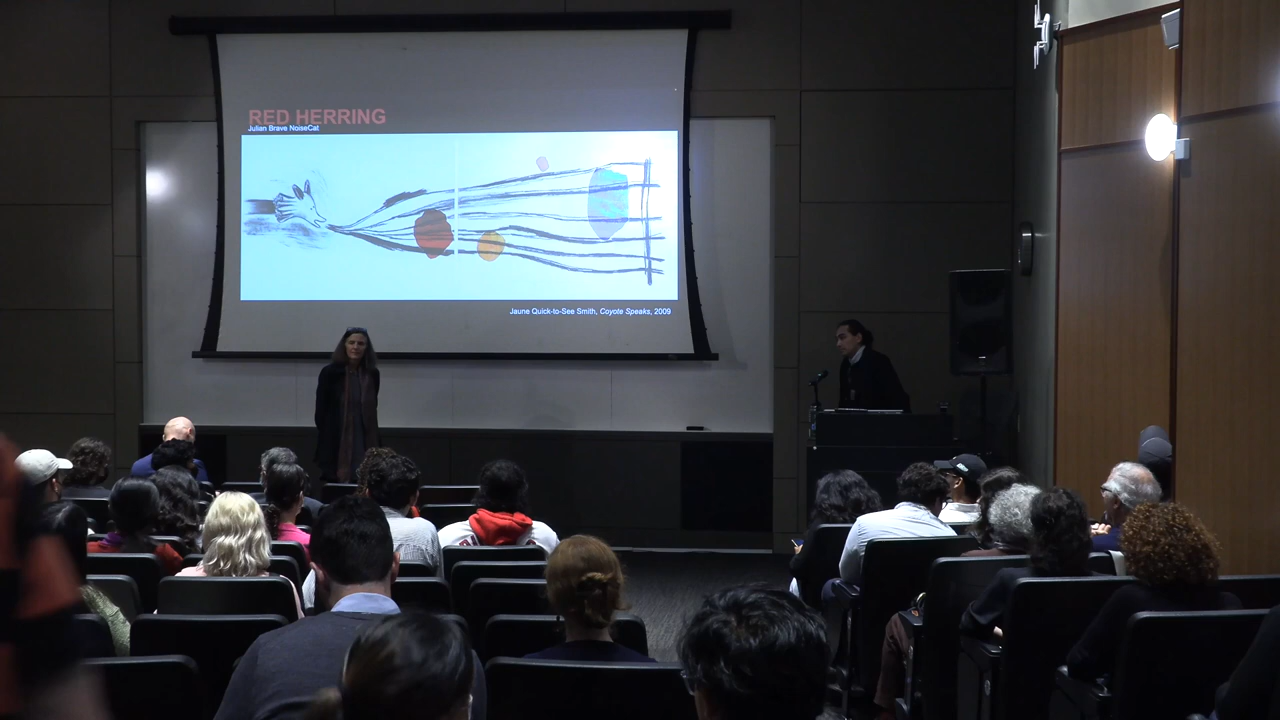 RED HERRING
Julian Brave NoiseCat
Jaune Quick-to-See Smith, Coyote Speaks, 2009